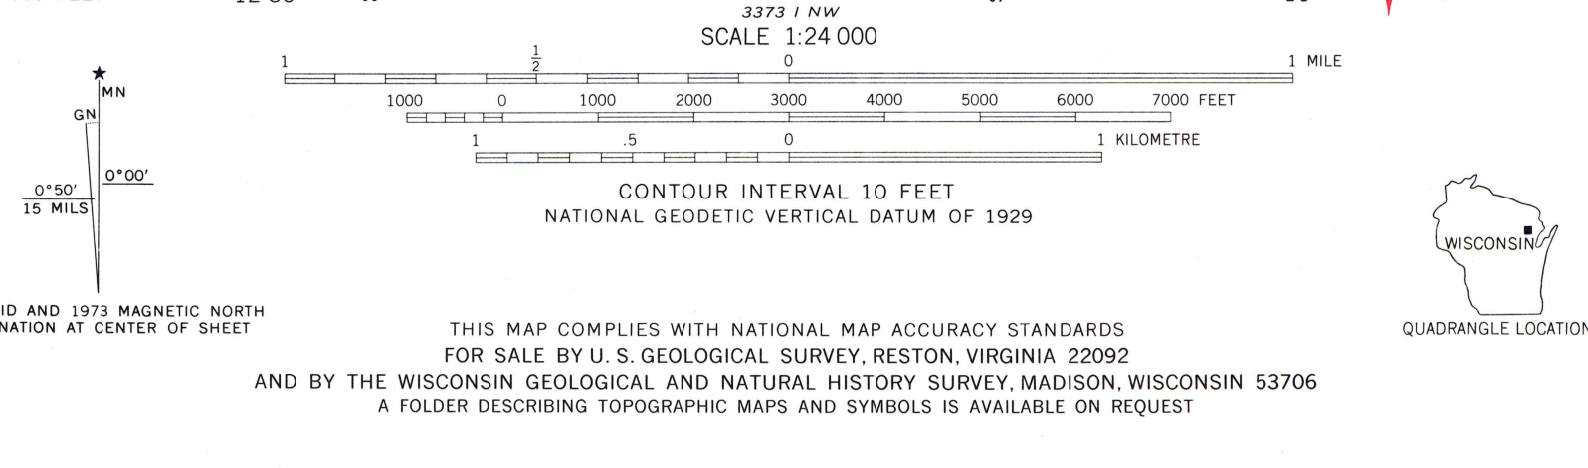 3373 I NW
SCALE 1:24 000
1 1/2 0 1 MILE
1000 0 1000 2000 3000 4000 5000 6000 7000 FEET
1 .5 0 1 KILOMETRE
CONTOUR INTERVAL 10 FEET
NATIONAL GEODETIC VERTICAL DATUM OF 1929
★
MN
GN
0°00'
0°50'
15 MILS
ID AND 1973 MAGNETIC NORTH
NATION AT CENTER OF SHEET
THIS MAP COMPLIES WITH NATIONAL MAP ACCURACY STANDARDS
FOR SALE BY U. S. GEOLOGICAL SURVEY, RESTON, VIRGINIA 22092
AND BY THE WISCONSIN GEOLOGICAL AND NATURAL HISTORY SURVEY, MADISON, WISCONSIN 53706
A FOLDER DESCRIBING TOPOGRAPHIC MAPS AND SYMBOLS IS AVAILABLE ON REQUEST
WISCONSIN
QUADRANGLE LOCATION